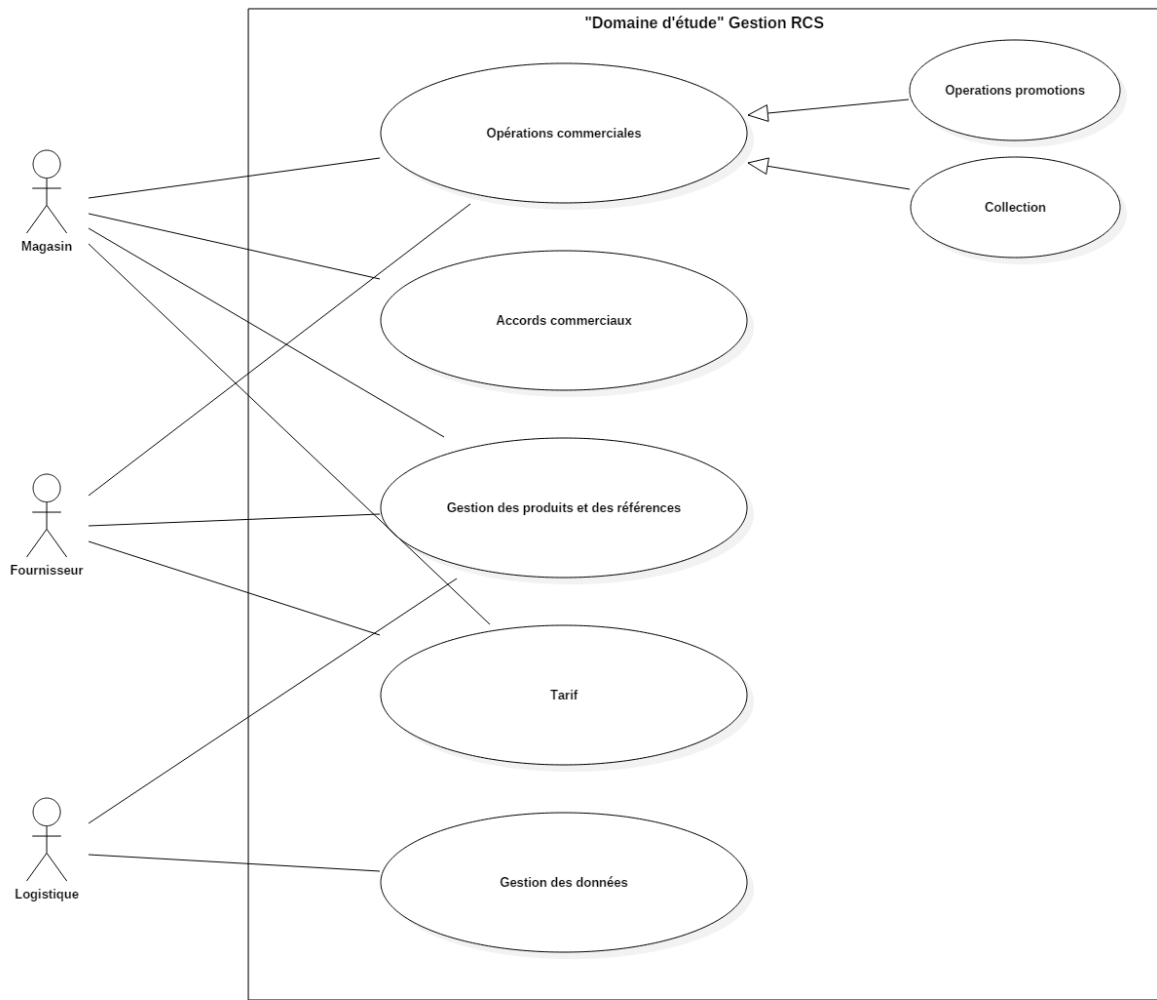 "Domaine d'étude" Gestion RCS
Opérations commerciales
Operations promotions
Collection
Magasin
Accords commerciaux
Gestion des produits et des références
Fournisseur
Tarif
Logistique
Gestion des données